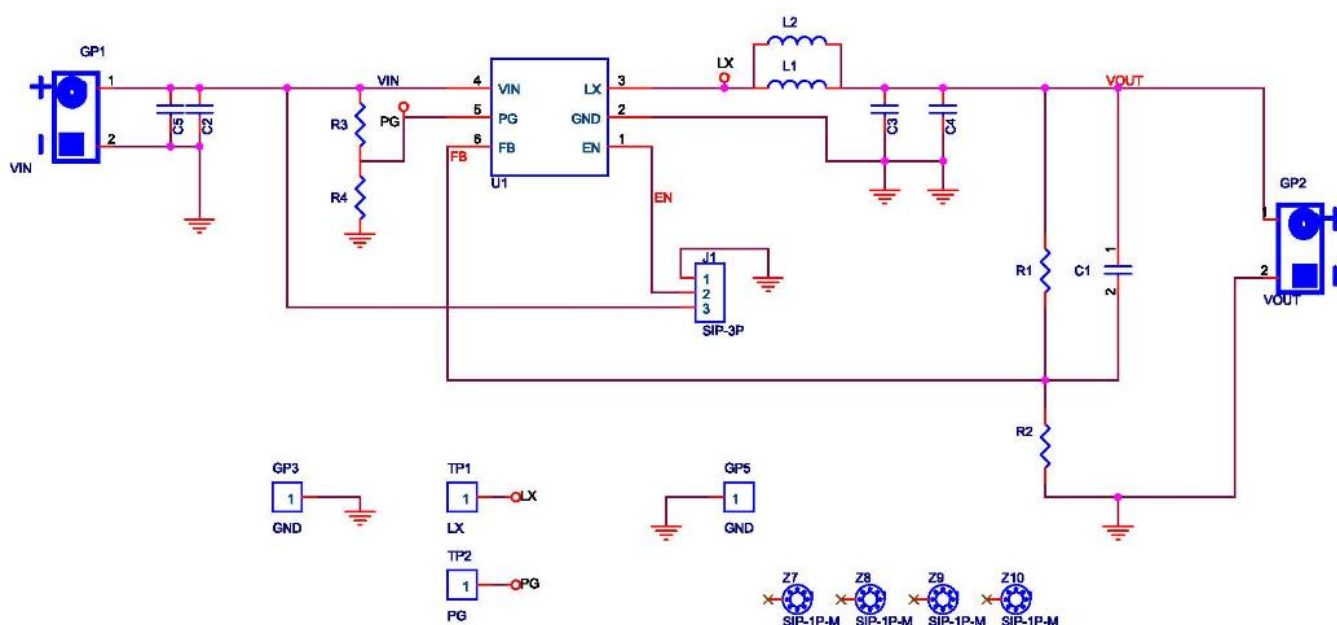 L2
GP1
LX
L1
VOUT
1
VIN
4
VIN
LX
3
C5
C2
R3
PG
5
PG
GND
2
C3
C4
2
6
FB
EN
1
FB
VIN
U1
R4
EN
GP2
1
J1
1
2
3
SIP-3P
R1
C1
1
2
2
VOUT
R2
GP3
1
GND
TP1
1
LX
LX
GP5
1
GND
TP2
1
PG
PG
Z7
Z8
Z9
Z10
SIP-1P-M
SIP-1P-M
SIP-1P-M
SIP-1P-M